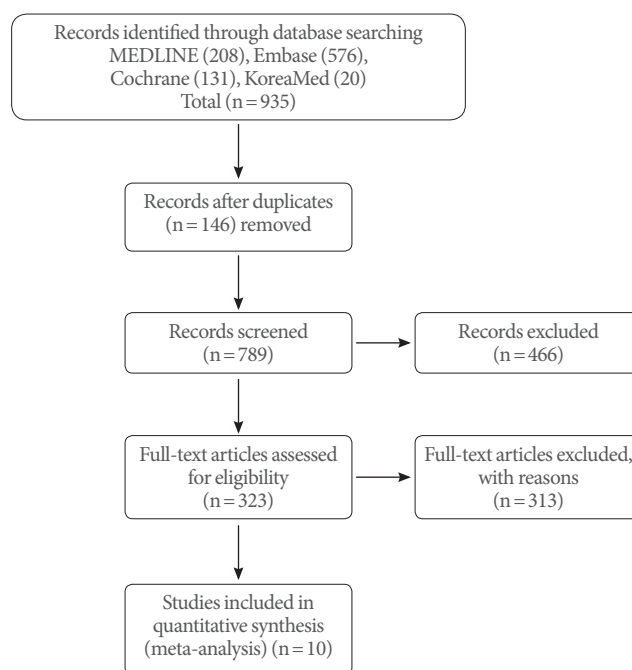 Records identified through database searching
MEDLINE (208), Embase (576),
Cochrane (131), KoreaMed (20)
Total (n=935)
Records after duplicates
(n=146) removed
Records screened
(n=789)
Records excluded
(n=466)
Full-text articles assessed
for eligibility
(n=323)
Full-text articles excluded,
with reasons
(n=313)
Studies included in
quantitative synthesis
(meta-analysis) (n=10)